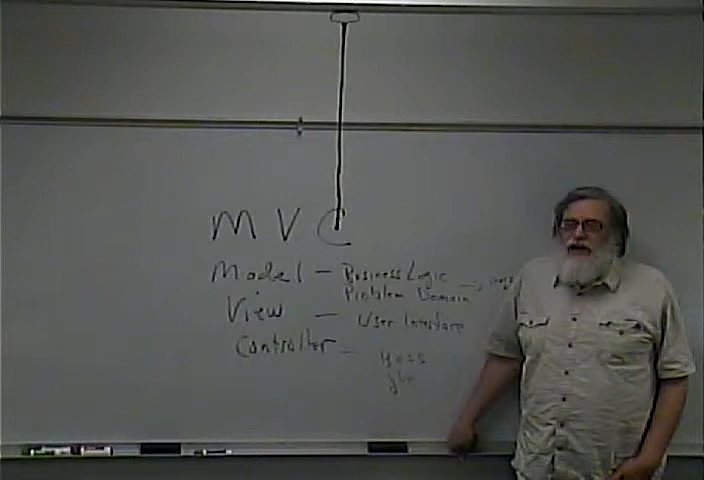 MVC
Model - Business Logic
Problem Domain →
View - User Interface
Controller -